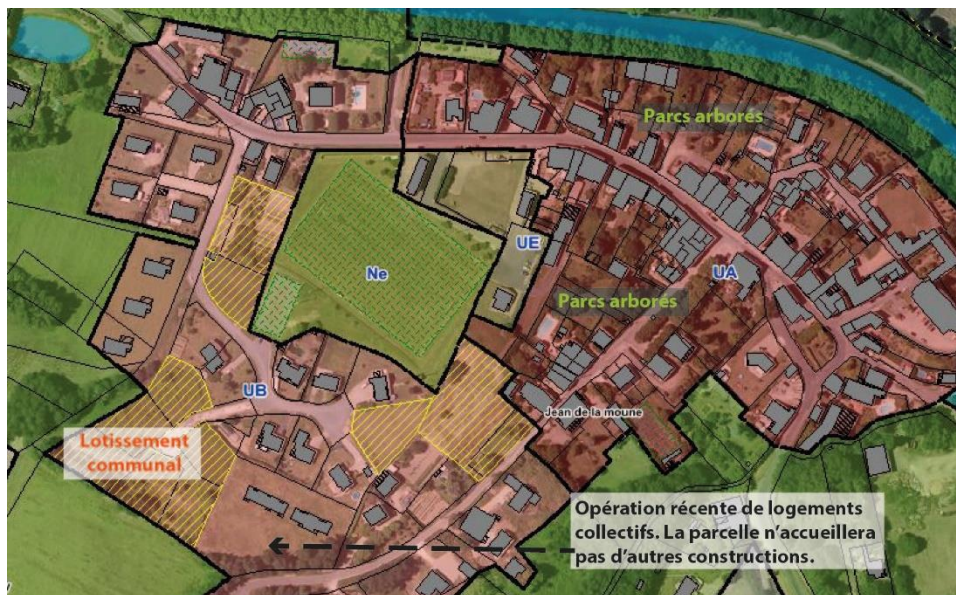 Parcs arborés
UE
Ne
UA
Parcs arborés
UB
Jean de la moune
Lotissement
communal
Opération récente de logements
collectifs. La parcelle n'accueillera
pas d'autres constructions.